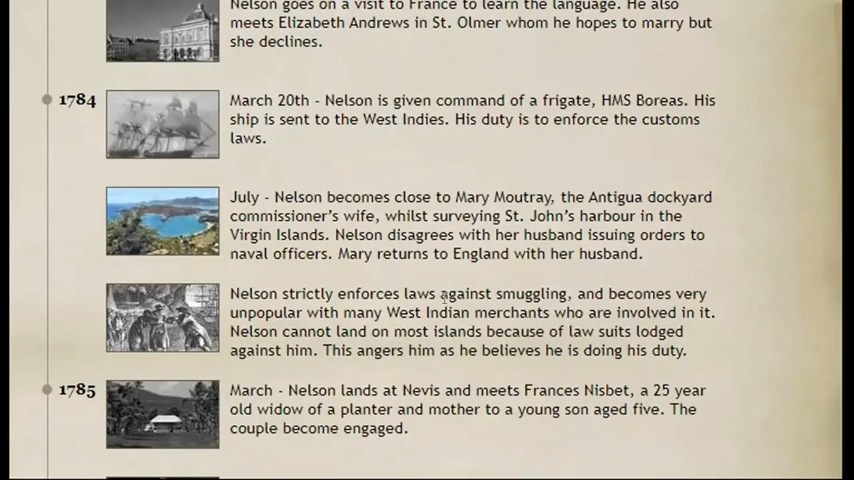 Nelson goes on a visit to France to learn the language. He also
meets Elizabeth Andrews in St. Olmer whom he hopes to marry but
she declines.
1784
March 20th - Nelson is given command of a frigate, HMS Boreas. His
ship is sent to the West Indies. His duty is to enforce the customs
laws.
July - Nelson becomes close to Mary Moutray, the Antigua dockyard
commissioner's wife, whilst surveying St. John's harbour in the
Virgin Islands. Nelson disagrees with her husband issuing orders to
naval officers. Mary returns to England with her husband.
Nelson strictly enforces laws against smuggling, and becomes very
unpopular with many West Indian merchants who are involved in it.
Nelson cannot land on most islands because of law suits lodged
against him. This angers him as he believes he is doing his duty.
1785
March - Nelson lands at Nevis and meets Frances Nisbet, a 25 year
old widow of a planter and mother to a young son aged five. The
couple become engaged.